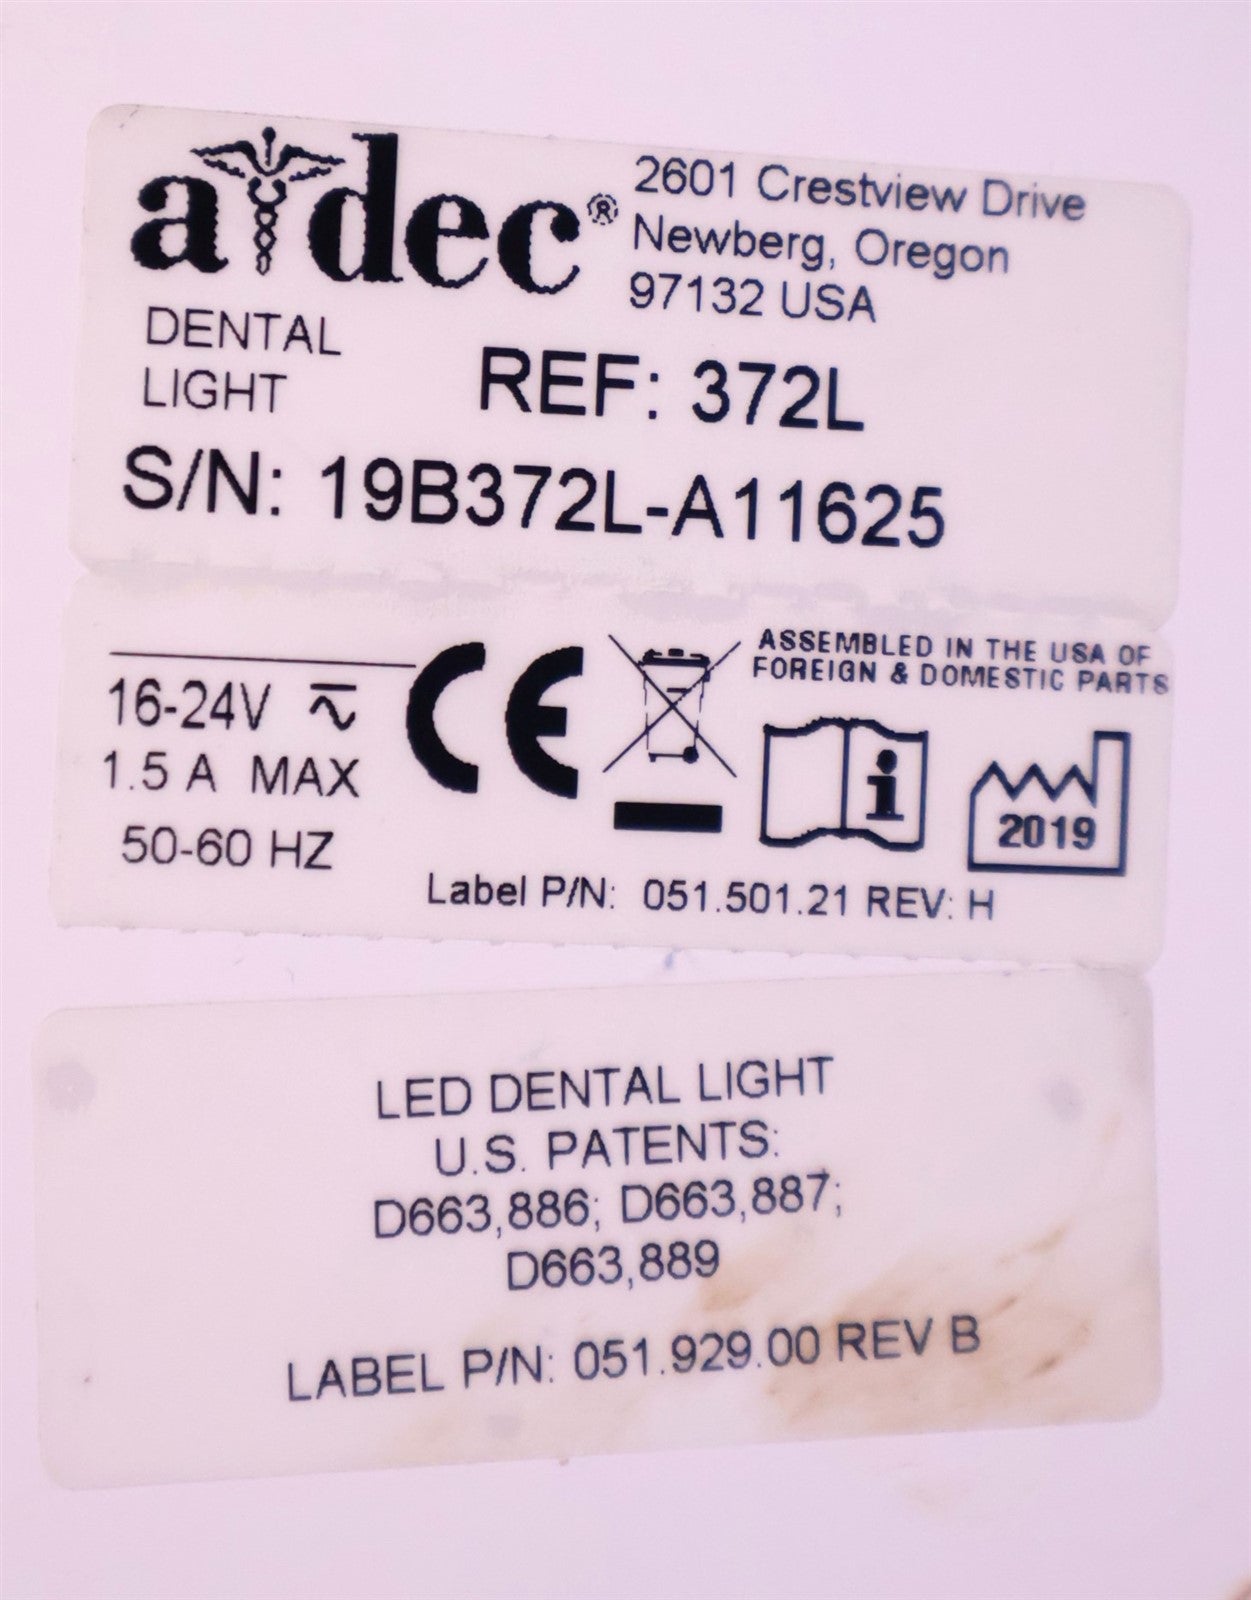 a dec®
2601 Crestview Drive
Newberg, Oregon
97132 USA
DENTAL
LIGHT
REF: 372L
S/N: 19B372L-A11625
16-24V
1.5 A MAX
50-60 HZ
CE
ASSEMBLED IN THE USA OF
FOREIGN & DOMESTIC PARTS
i
2019
Label P/N: 051.501.21 REV: H
LED DENTAL LIGHT
U.S. PATENTS:
D663,886; D663,887;
D663,889
LABEL P/N: 051.929.00 REV B